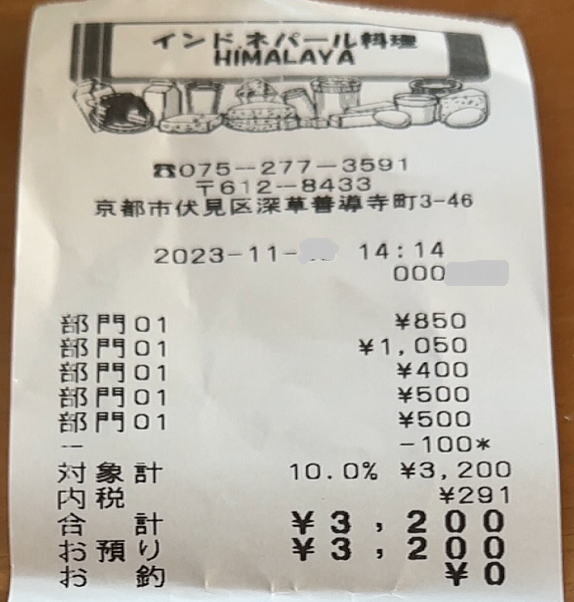 インド.ネパール料理
HIMALAYA
☎075-277-3591
〒612-8433
京都市伏見区深草善導寺町3-46
2023-11- 14:14
000
部門01 ¥850
部門01 ¥1,050
部門01 ¥400
部門01 ¥500
部門01 ¥500
-- -100*
対象計 10.0% ¥3,200
内税 ¥291
合計 ¥3,200
お預り ¥3,200
お釣 ¥0